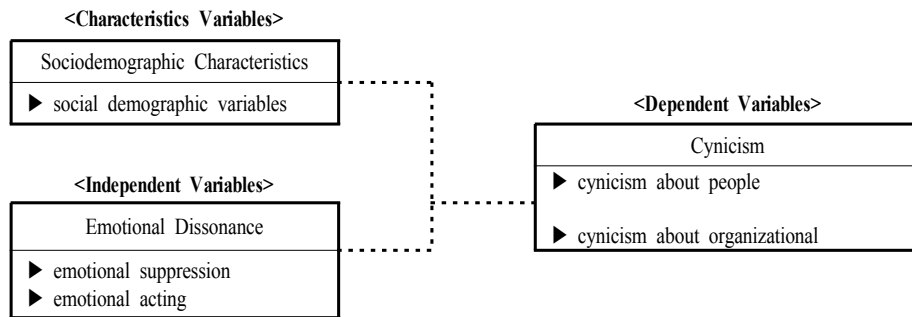 <Characteristics Variables>
Sociodemographic Characteristics
▶ social demographic variables
<Independent Variables>
Emotional Dissonance
▶ emotional suppression
▶ emotional acting
<Dependent Variables>
Cynicism
▶ cynicism about people
▶ cynicism about organizational